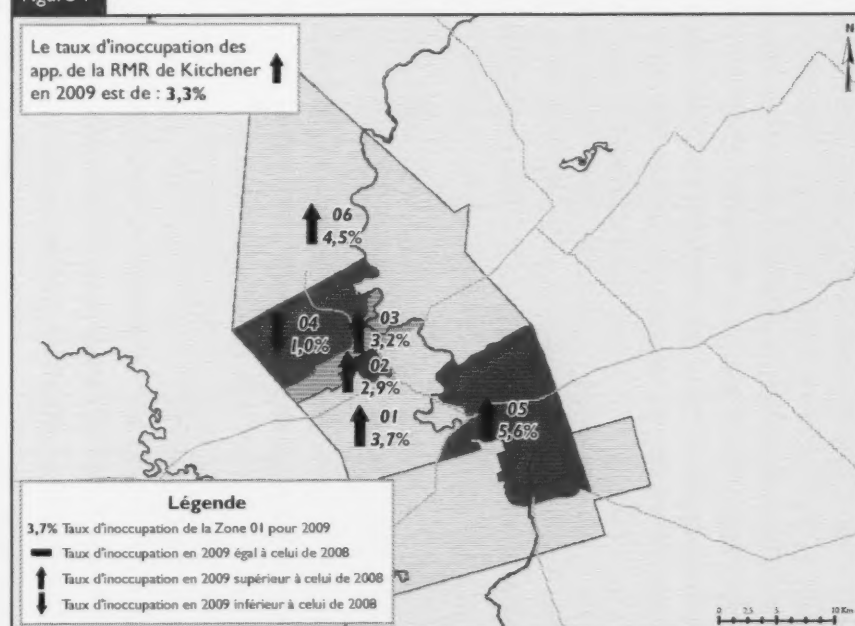 Le taux d'inoccupation des
app. de la RMR de Kitchener
en 2009 est de : 3,3%
N
06
4,5%
04
1,0%
03
3,2%
02
2,9%
01
3,7%
05
5,6%
Légende
3,7% Taux d'inoccupation de la Zone 01 pour 2009
Taux d'inoccupation en 2009 égal à celui de 2008
Taux d'inoccupation en 2009 supérieur à celui de 2008
Taux d'inoccupation en 2009 inférieur à celui de 2008
0 2,5 5 10 Km